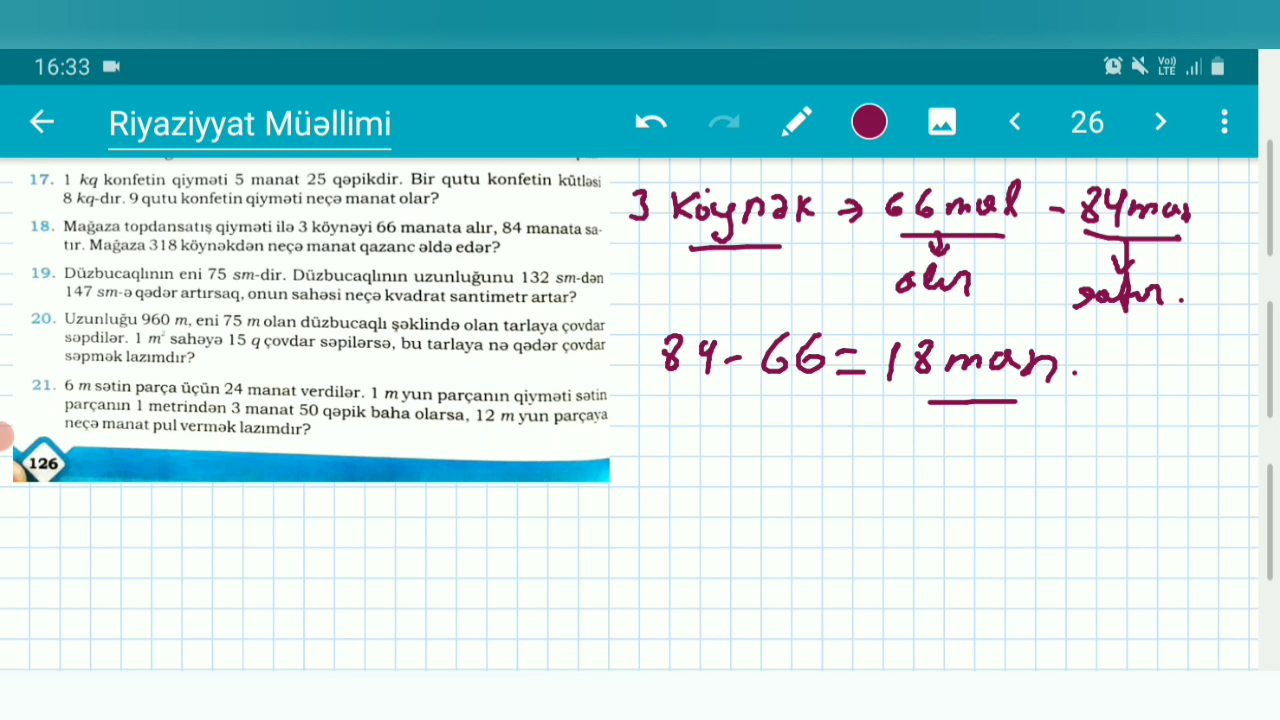 16:33
Vo)) LTE
Riyaziyyat Müəllimi
26
17. 1 kq konfetin qiyməti 5 manat 25 qəpikdir. Bir qutu konfetin kütləsi
8 kq-dır. 9 qutu konfetin qiyməti neçə manat olar?
18. Mağaza topdansatış qiyməti ilə 3 köynəyi 66 manata alır, 84 manata sa-
tır. Mağaza 318 köynəkdən neçə manat qazanc əldə edər?
19. Düzbucaqlının eni 75 sm-dir. Düzbucaqlının uzunluğunu 132 sm-dən
147 sm-ə qədər artırsaq, onun sahəsi neçə kvadrat santimetr artar?
20. Uzunluğu 960 m, eni 75 m olan düzbucaqlı şəklində olan tarlaya çovdar
səpdilər. 1 m² sahəyə 15 q çovdar səpilərsə, bu tarlaya nə qədər çovdar
səpmək lazımdır?
21. 6 m sətin parça üçün 24 manat verdilər. 1 m yun parçanın qiyməti sətin
parçanın 1 metrindən 3 manat 50 qəpik baha olarsa, 12 m yun parçaya
neçə manat pul vermək lazımdır?
126
3 köynək → 66 - 84 man
alır
satır.
84 - 66 = 18 man.